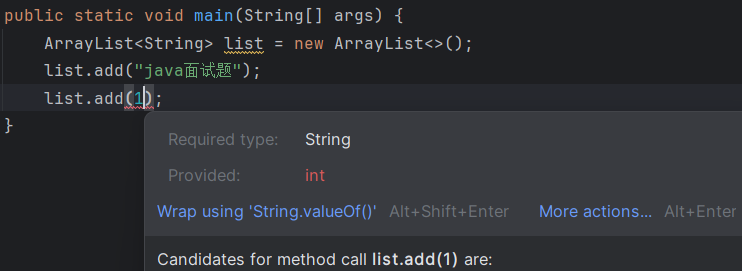 public static void main(String[] args) {
ArrayList<String> list = new ArrayList<>();
list.add("java面试题");
list.add(1);
}
Required type: String
Provided: int
Wrap using 'String.valueOf()' Alt+Shift+Enter More actions... Alt+Enter
Candidates for method call list.add(1) are: